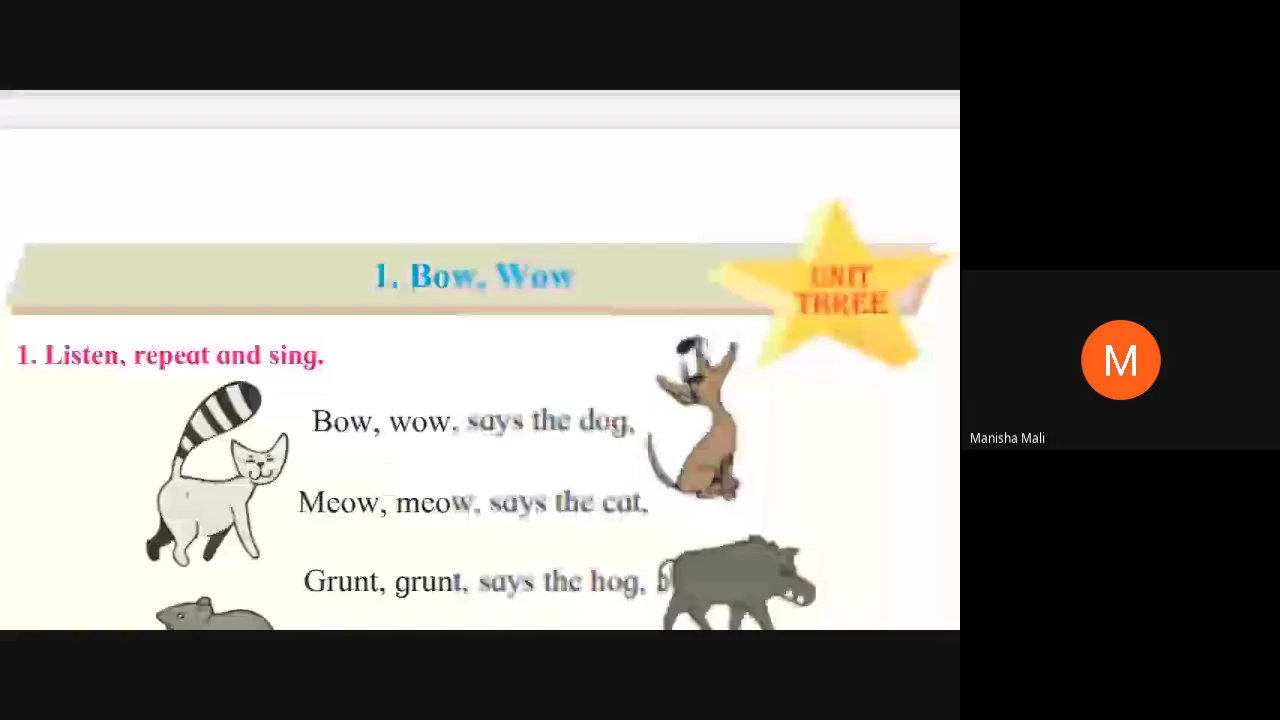 1. Bow, Wow
UNIT
THREE
1. Listen, repeat and sing.
Bow, wow, says the dog,
Meow, meow, says the cat,
Grunt, grunt, says the hog,
M
Manisha Mali